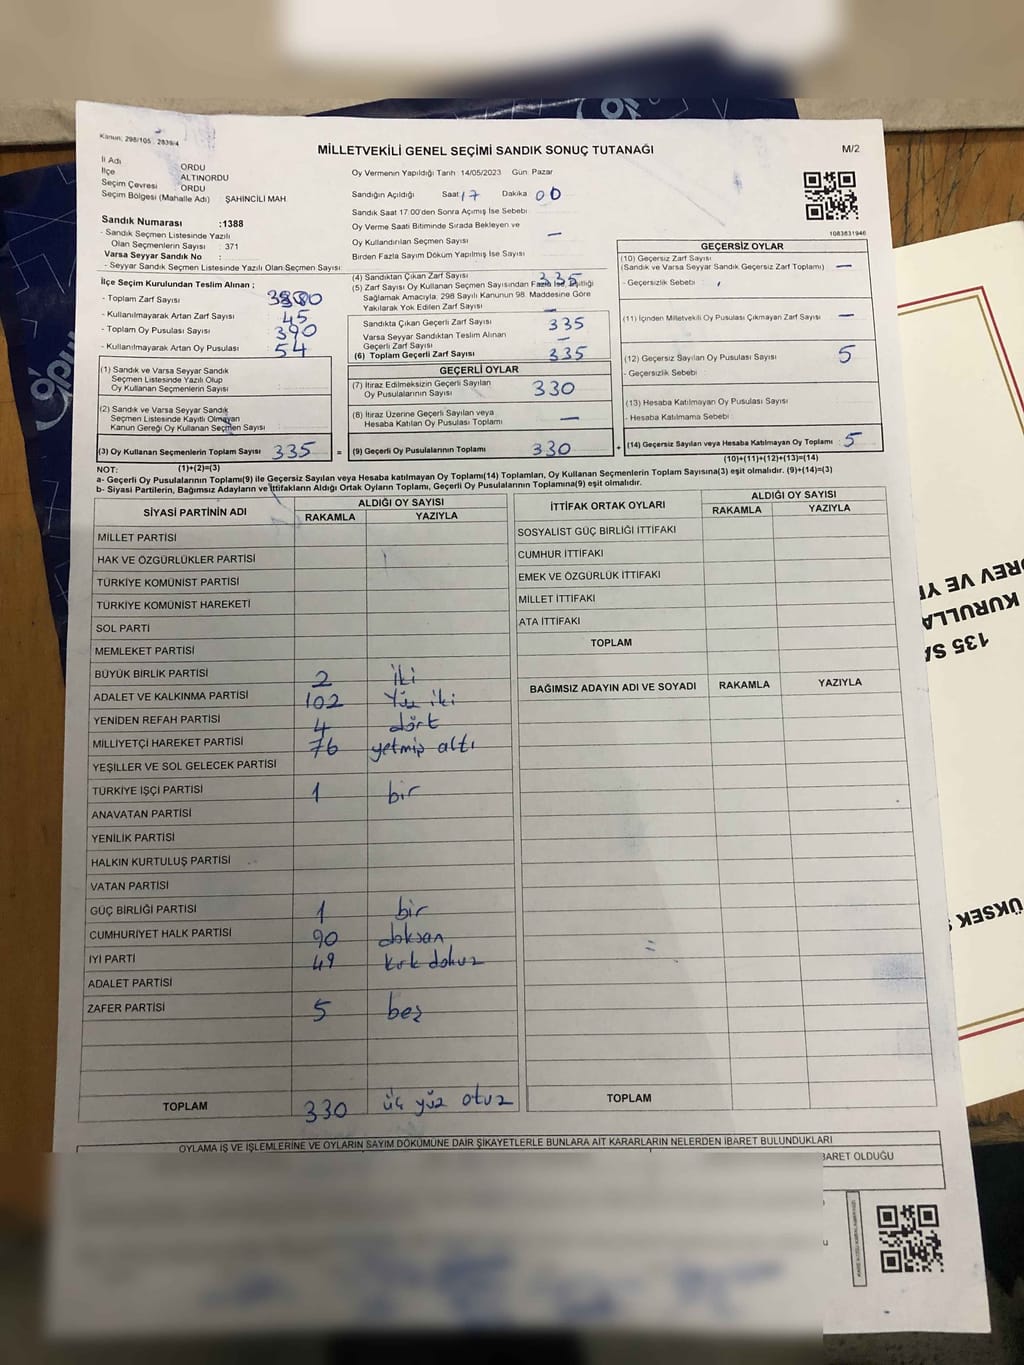 Kanun: 298/105 2839/4
MİLLETVEKİLİ GENEL SEÇİMİ SANDIK SONUÇ TUTANAĞI
M/2
İl Adı ORDU
İlçe ALTINORDU
Seçim Çevresi ORDU
Seçim Bölgesi (Mahalle Adı) : ŞAHİNCİLİ MAH.
Sandık Numarası :1388
- Sandık Seçmen Listesinde Yazılı
Olan Seçmenlerin Sayısı : 371
Varsa Seyyar Sandık No :
- Seyyar Sandık Seçmen Listesinde Yazılı Olan Seçmen Sayısı:
İlçe Seçim Kurulundan Teslim Alınan :
- Toplam Zarf Sayısı
- Kullanılmayarak Artan Zarf Sayısı : 45
- Toplam Oy Pusulası Sayısı : 390
- Kullanılmayarak Artan Oy Pusulası : 54
(1) Sandık ve Varsa Seyyar Sandık
Seçmen Listesinde Yazılı Olup
Oy Kullanan Seçmenlerin Sayısı :
(2) Sandık ve Varsa Seyyar Sandık
Seçmen Listesinde Kayıtlı Olmayan
Kanun Gereği Oy Kullanan Seçmen Sayısı :
(3) Oy Kullanan Seçmenlerin Toplam Sayısı 335 =
(1)+(2)=(3)
Oy Vermenin Yapıldığı Tarih 14/05/2023 Gün: Pazar
Sandığın Açıldığı Saat 17 Dakika 00
Sandık Saat 17:00'den Sonra Açımış İse Sebebi
Oy Verme Saati Bitiminde Sırada Bekleyen ve
Oy Kullandırılan Seçmen Sayısı —
Birden Fazla Sayım Döküm Yapılmış İse Sayısı
(4) Sandıktan Çıkan Zarf Sayısı 335
(5) Zarf Sayısı Oy Kullanan Seçmen Sayısından Fazla İse, Eşitliği
Sağlamak Amacıyla, 298 Sayılı Kanunun 98. Maddesine Göre
Yakılarak Yok Edilen Zarf Sayısı —
Sandıkta Çıkan Geçerli Zarf Sayısı 335
Varsa Seyyar Sandıktan Teslim Alınan
Geçerli Zarf Sayısı —
(6) Toplam Geçerli Zarf Sayısı 335
GEÇERLİ OYLAR
(7) İtiraz Edilmeksizin Geçerli Sayılan
Oy Pusulalarının Sayısı 330
(8) İtiraz Üzerine Geçerli Sayılan veya
Hesaba Katılan Oy Pusulası Toplamı —
(9) Geçerli Oy Pusulalarının Toplamı 330 +
1083631946
GEÇERSİZ OYLAR
(10) Geçersiz Zarf Sayısı
(Sandık ve Varsa Seyyar Sandık Geçersiz Zarf Toplamı) —
- Geçersizlik Sebebi :
(11) İçinden Milletvekili Oy Pusulası Çıkmayan Zarf Sayısı —
(12) Geçersiz Sayılan Oy Pusulası Sayısı 5
- Geçersizlik Sebebi :
(13) Hesaba Katılmayan Oy Pusulası Sayısı
- Hesaba Katılmama Sebebi :
(14) Geçersiz Sayılan veya Hesaba Katılmayan Oy Toplamı : 5
(10)+(11)+(12)+(13)=(14)
NOT:
a- Geçerli Oy Pusulalarının Toplamı(9) ile Geçersiz Sayılan veya Hesaba Katılmayan Oy Toplamı(14) Toplamları, Oy Kullanan Seçmenlerin Toplam Sayısına(3) eşit olmalıdır. (9)+(14)=(3)
b- Siyasi Partilerin, Bağımsız Adayların ve İttifakların Aldığı Ortak Oyların Toplamı, Geçerli Oy Pusulalarının Toplamına(9) eşit olmalıdır.
SİYASİ PARTİNİN ADI ALDIĞI OY SAYISI
RAKAMLA YAZIYLA
MİLLET PARTİSİ
HAK VE ÖZGÜRLÜKLER PARTİSİ
TÜRKİYE KOMÜNİST PARTİSİ
TÜRKİYE KOMÜNİST HAREKETİ
SOL PARTİ
MEMLEKET PARTİSİ
BÜYÜK BİRLİK PARTİSİ 2 iki
ADALET VE KALKINMA PARTİSİ 102 Yüz iki
YENİDEN REFAH PARTİSİ 4 dört
MİLLİYETÇİ HAREKET PARTİSİ 76 yetmiş altı
YEŞİLLER VE SOL GELECEK PARTİSİ
TÜRKİYE İŞÇİ PARTİSİ 1 bir
ANAVATAN PARTİSİ
YENİLİK PARTİSİ
HALKIN KURTULUŞ PARTİSİ
VATAN PARTİSİ
GÜÇ BİRLİĞİ PARTİSİ 1 bir
CUMHURİYET HALK PARTİSİ 90 doksan
İYİ PARTİ 49 kırk dokuz
ADALET PARTİSİ
ZAFER PARTİSİ 5 beş
TOPLAM 330 üç yüz otuz
İTTİFAK ORTAK OYLARI ALDIĞI OY SAYISI
RAKAMLA YAZIYLA
SOSYALİST GÜÇ BİRLİĞİ İTTİFAKI
CUMHUR İTTİFAKI
EMEK VE ÖZGÜRLÜK İTTİFAKI
MİLLET İTTİFAKI
ATA İTTİFAKI
TOPLAM
BAĞIMSIZ ADAYIN ADI VE SOYADI RAKAMLA YAZIYLA
TOPLAM
OYLAMA İŞ VE İŞLEMLERİNE VE OYLARIN SAYIM DÖKÜMÜNE DAİR ŞİKAYETLERLE BUNLARA AİT KARARLARIN NELERDEN İBARET BULUNDUKLARI
BARET OLDUĞU
135 SA
KURULLA
REV VE YE
ÜKSEK S